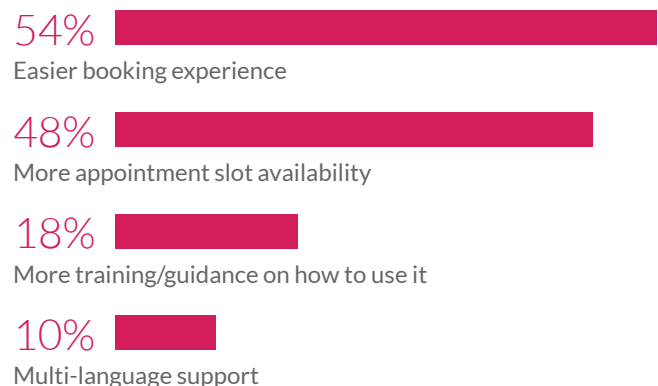 54%
Easier booking experience
48%
More appointment slot availability
18%
More training/guidance on how to use it
10%
Multi-language support